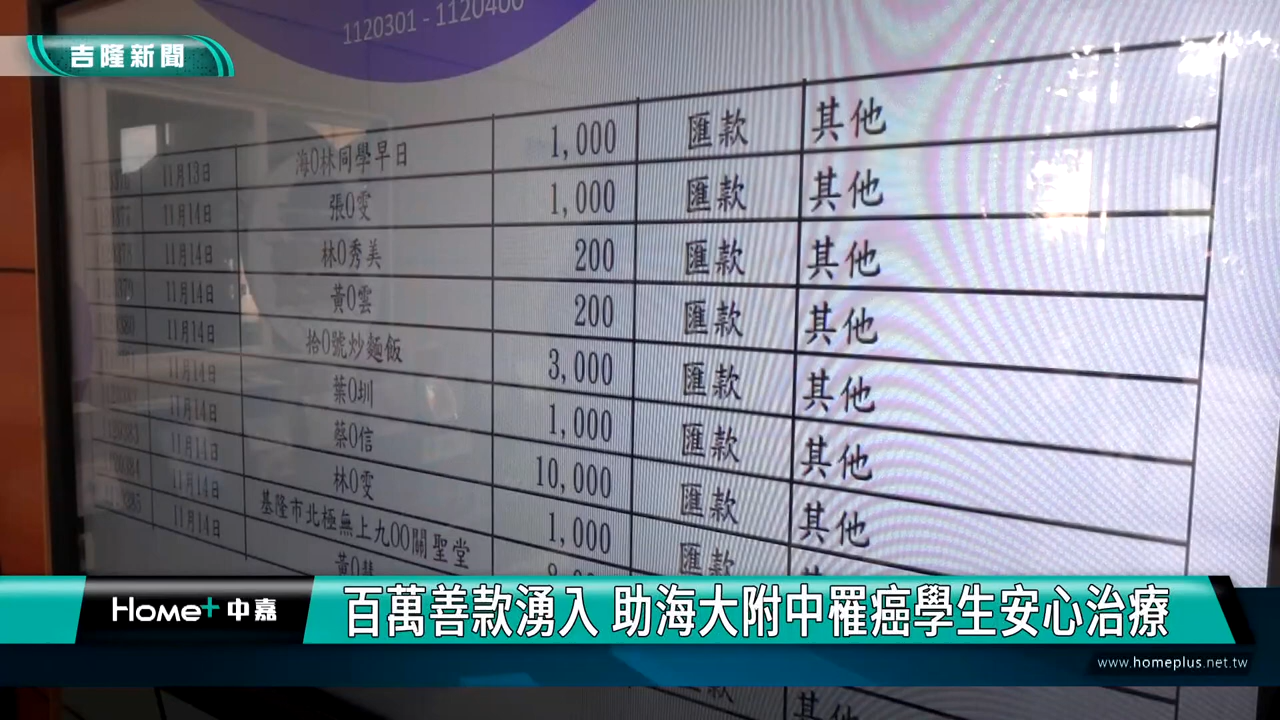 吉隆新聞
1120301 - 1120400
11月13日 海0林同學早日 1,000 匯款 其他
11月14日 張0雯 1,000 匯款 其他
11月14日 林0秀美 200 匯款 其他
11月14日 黃0雲 200 匯款 其他
11月14日 拾0號炒麵飯 3,000 匯款 其他
11月14日 葉0圳 1,000 匯款 其他
11月14日 蔡0信 10,000 匯款 其他
11月14日 林0雯 1,000 匯款
11月14日 基隆市北極無上九00關聖堂
11月14日
Home+ 中嘉
百萬善款湧入 助海大附中罹癌學生安心治療
www.homeplus.net.tw
其他